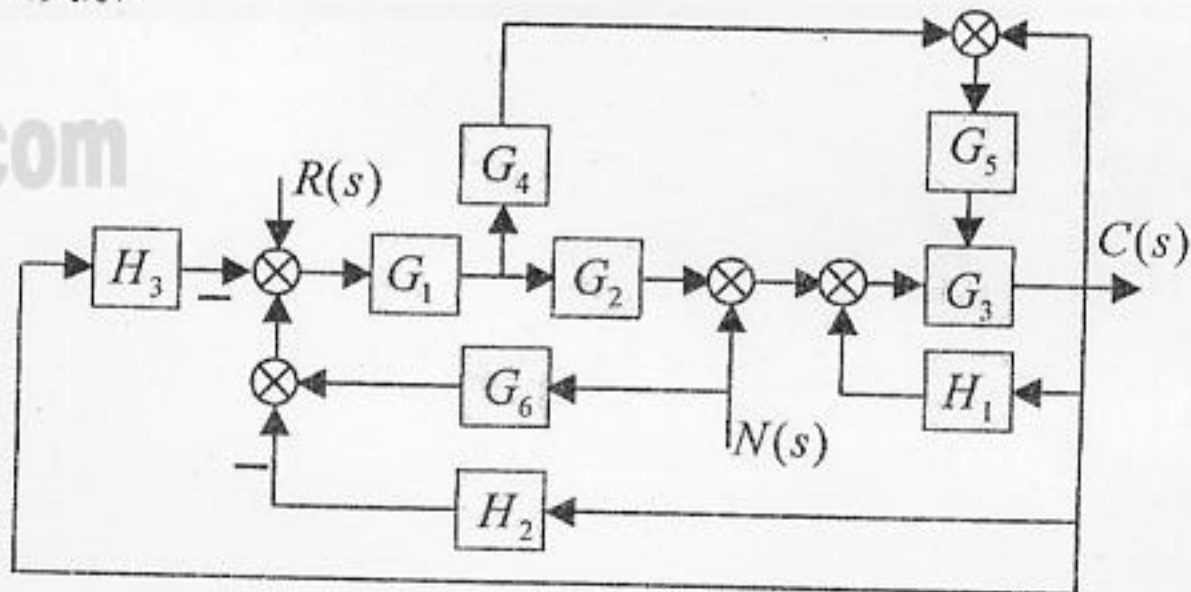 com
R(s)
G₄
G₅
C(s)
H₃
G₁
G₂
G₃
G₆
H₁
N(s)
H₂